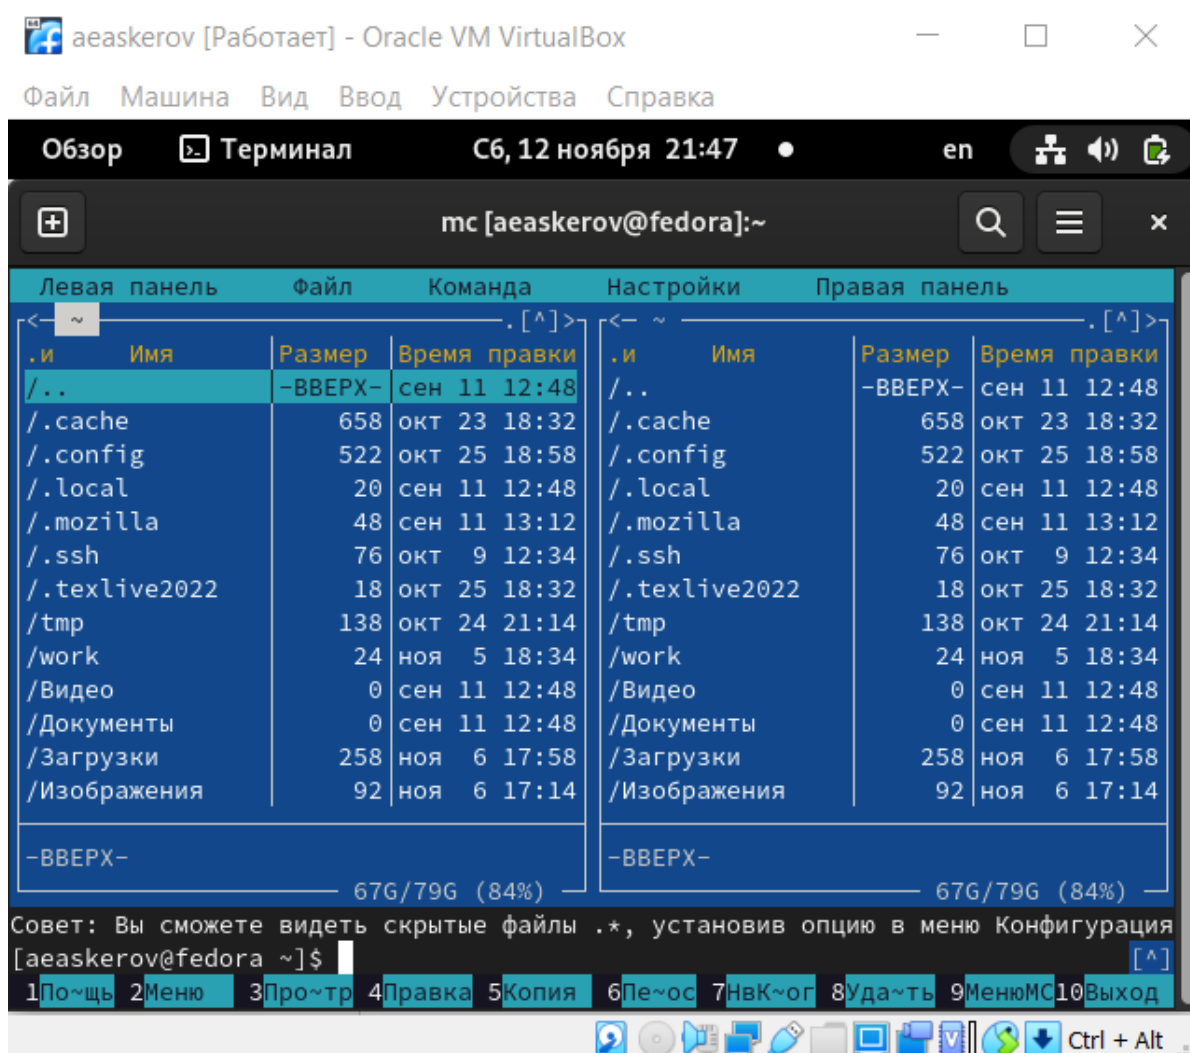 aeaskerov [Работает] - Oracle VM VirtualBox
Файл Машина Вид Ввод Устройства Справка
Обзор Терминал Сб, 12 ноября 21:47 en
mc [aeaskerov@fedora]:~
Левая панель Файл Команда Настройки Правая панель
<— ~ .[^]> <— ~ .[^]>
.и Имя Размер Время правки .и Имя Размер Время правки
/.. -ВВЕРХ- сен 11 12:48 /.. -ВВЕРХ- сен 11 12:48
/.cache 658 окт 23 18:32 /.cache 658 окт 23 18:32
/.config 522 окт 25 18:58 /.config 522 окт 25 18:58
/.local 20 сен 11 12:48 /.local 20 сен 11 12:48
/.mozilla 48 сен 11 13:12 /.mozilla 48 сен 11 13:12
/.ssh 76 окт 9 12:34 /.ssh 76 окт 9 12:34
/.texlive2022 18 окт 25 18:32 /.texlive2022 18 окт 25 18:32
/tmp 138 окт 24 21:14 /tmp 138 окт 24 21:14
/work 24 ноя 5 18:34 /work 24 ноя 5 18:34
/Видео 0 сен 11 12:48 /Видео 0 сен 11 12:48
/Документы 0 сен 11 12:48 /Документы 0 сен 11 12:48
/Загрузки 258 ноя 6 17:58 /Загрузки 258 ноя 6 17:58
/Изображения 92 ноя 6 17:14 /Изображения 92 ноя 6 17:14
-ВВЕРХ- -ВВЕРХ-
67G/79G (84%) 67G/79G (84%)
Совет: Вы сможете видеть скрытые файлы .*, установив опцию в меню Конфигурация
[aeaskerov@fedora ~]$ [^]
1По~щь 2Меню 3Про~тр 4Правка 5Копия 6Пе~ос 7НвК~ог 8Уда~ть 9МенюMC10Выход
Ctrl + Alt